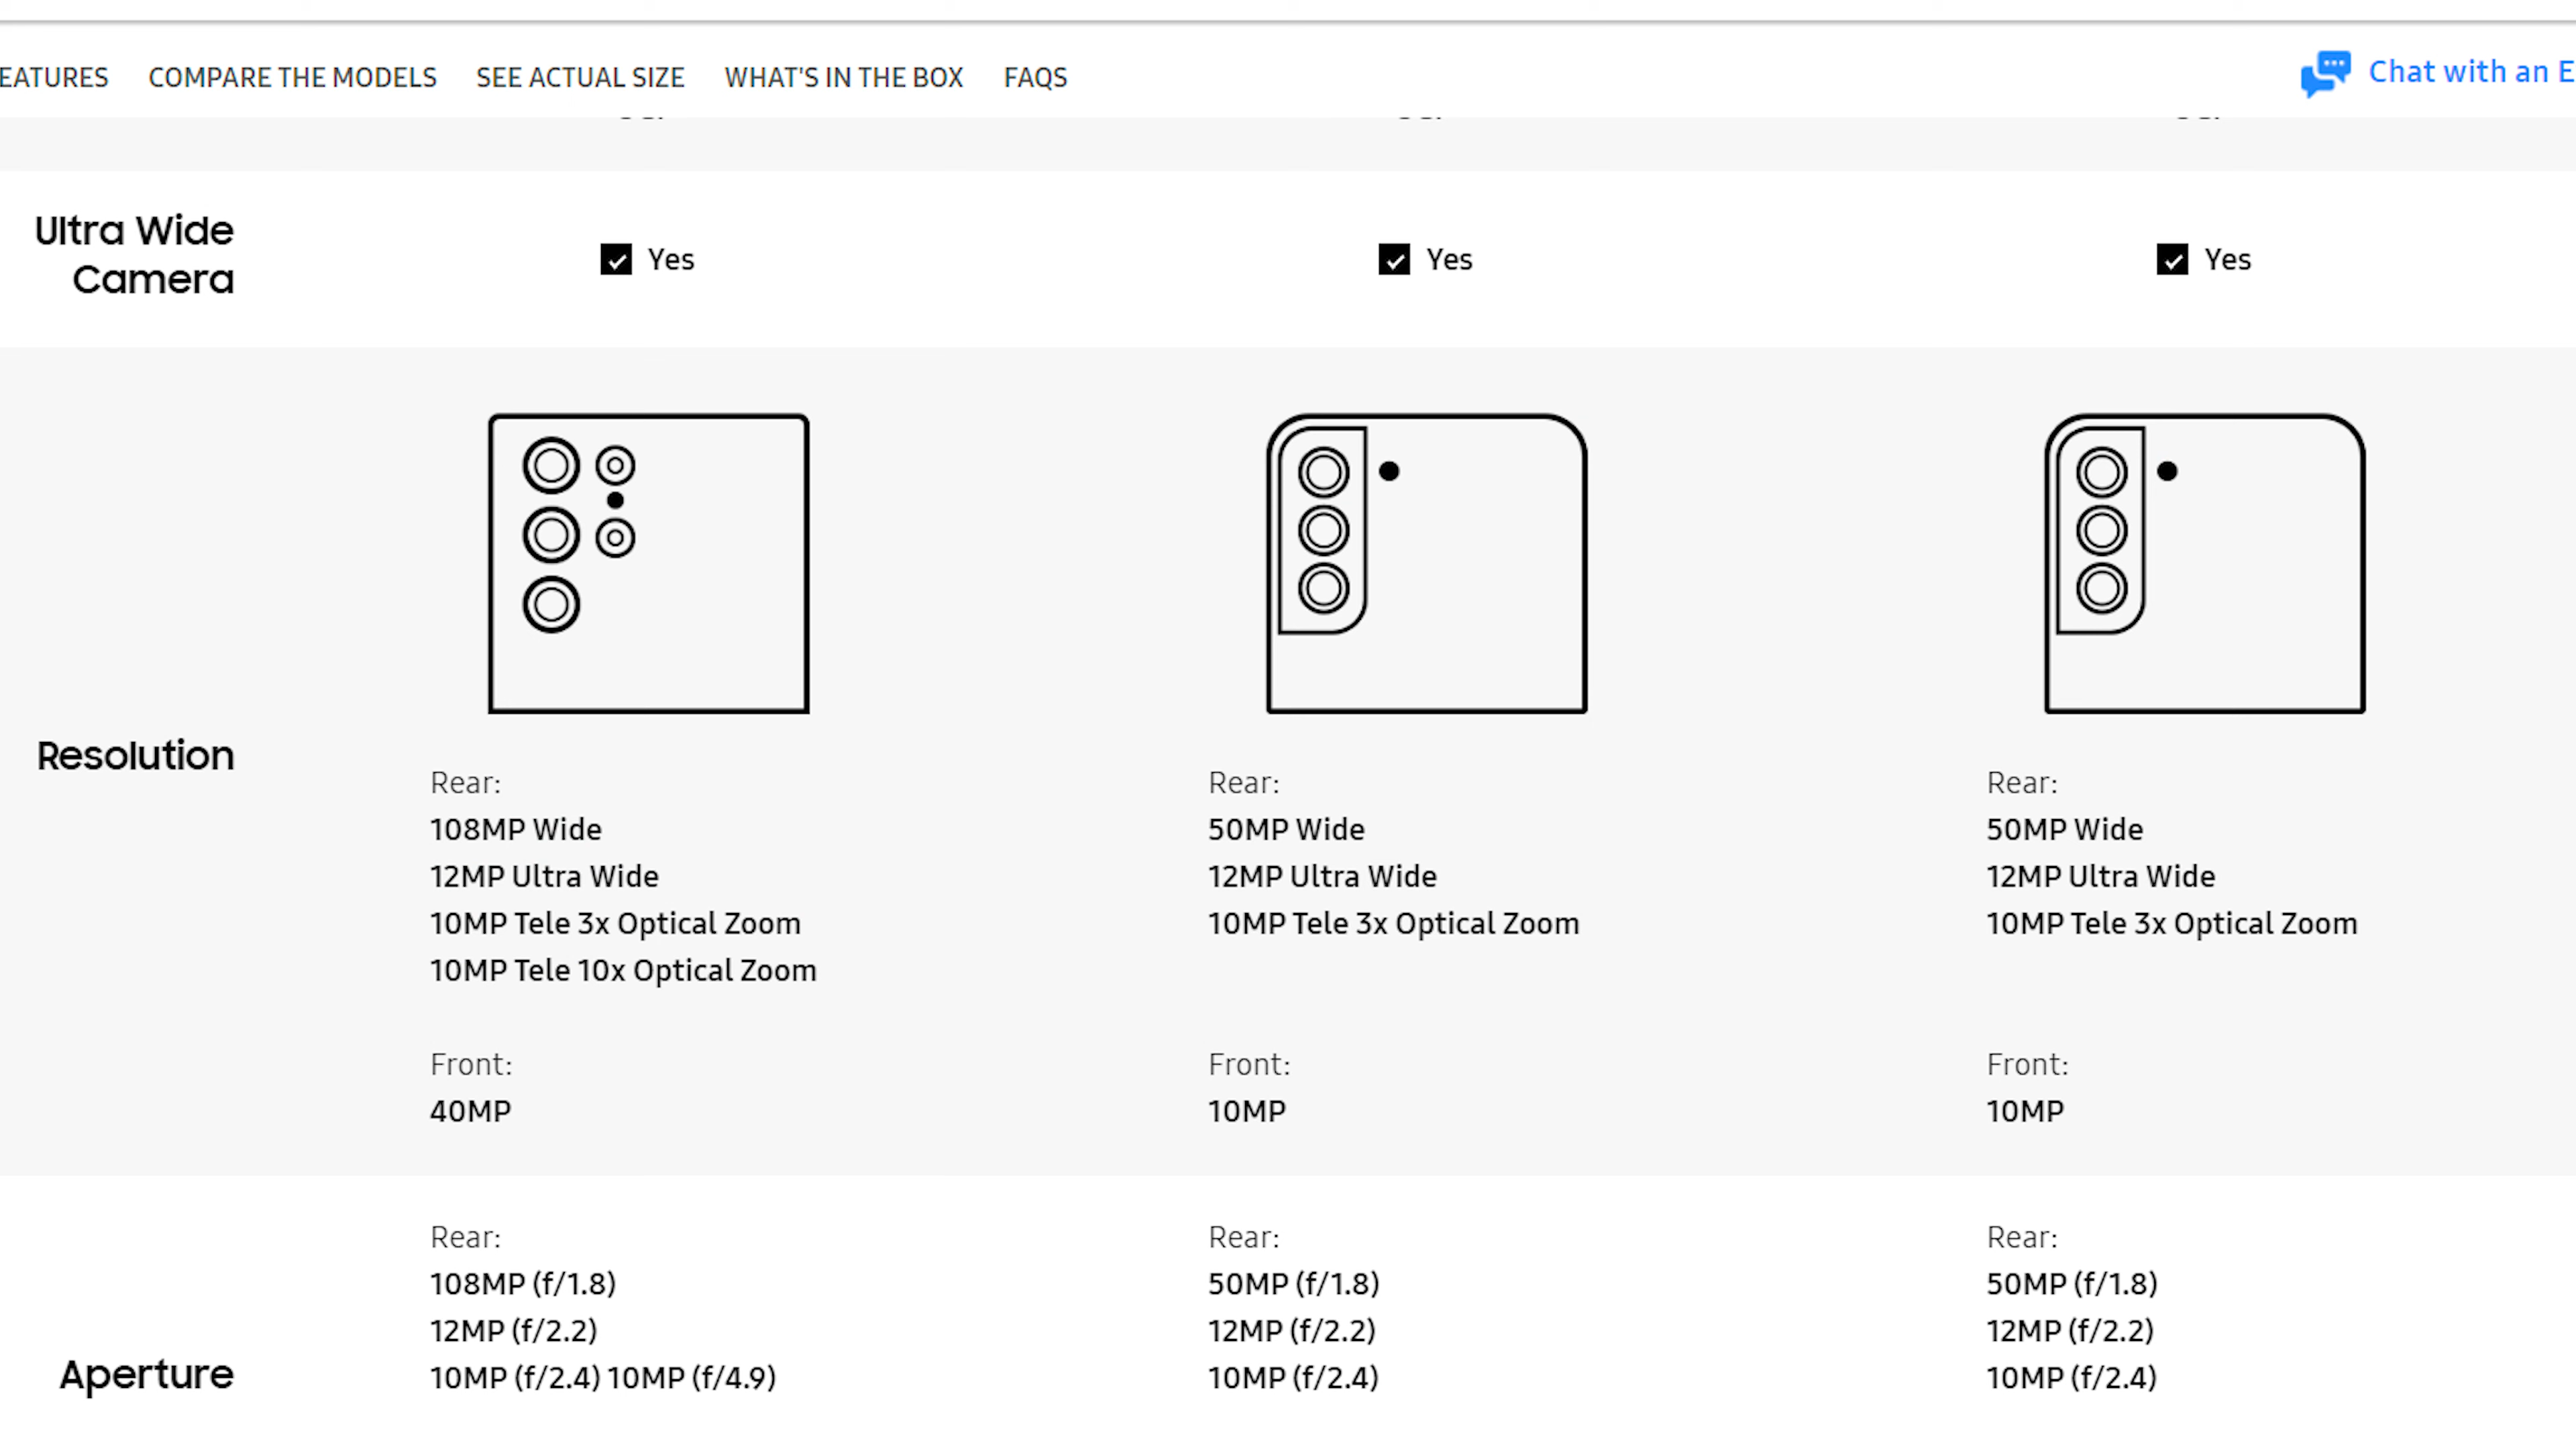 EATURES COMPARE THE MODELS SEE ACTUAL SIZE WHAT'S IN THE BOX FAQS Chat with an E
Ultra Wide
Camera
Yes Yes Yes
Resolution
Rear: Rear: Rear:
108MP Wide 50MP Wide 50MP Wide
12MP Ultra Wide 12MP Ultra Wide 12MP Ultra Wide
10MP Tele 3x Optical Zoom 10MP Tele 3x Optical Zoom 10MP Tele 3x Optical Zoom
10MP Tele 10x Optical Zoom
Front: Front: Front:
40MP 10MP 10MP
Aperture
Rear: Rear: Rear:
108MP (f/1.8) 50MP (f/1.8) 50MP (f/1.8)
12MP (f/2.2) 12MP (f/2.2) 12MP (f/2.2)
10MP (f/2.4) 10MP (f/4.9) 10MP (f/2.4) 10MP (f/2.4)